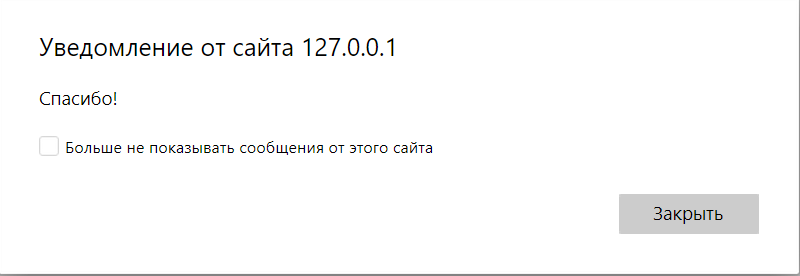 Уведомление от сайта 127.0.0.1
Спасибо!
Больше не показывать сообщения от этого сайта
Закрыть